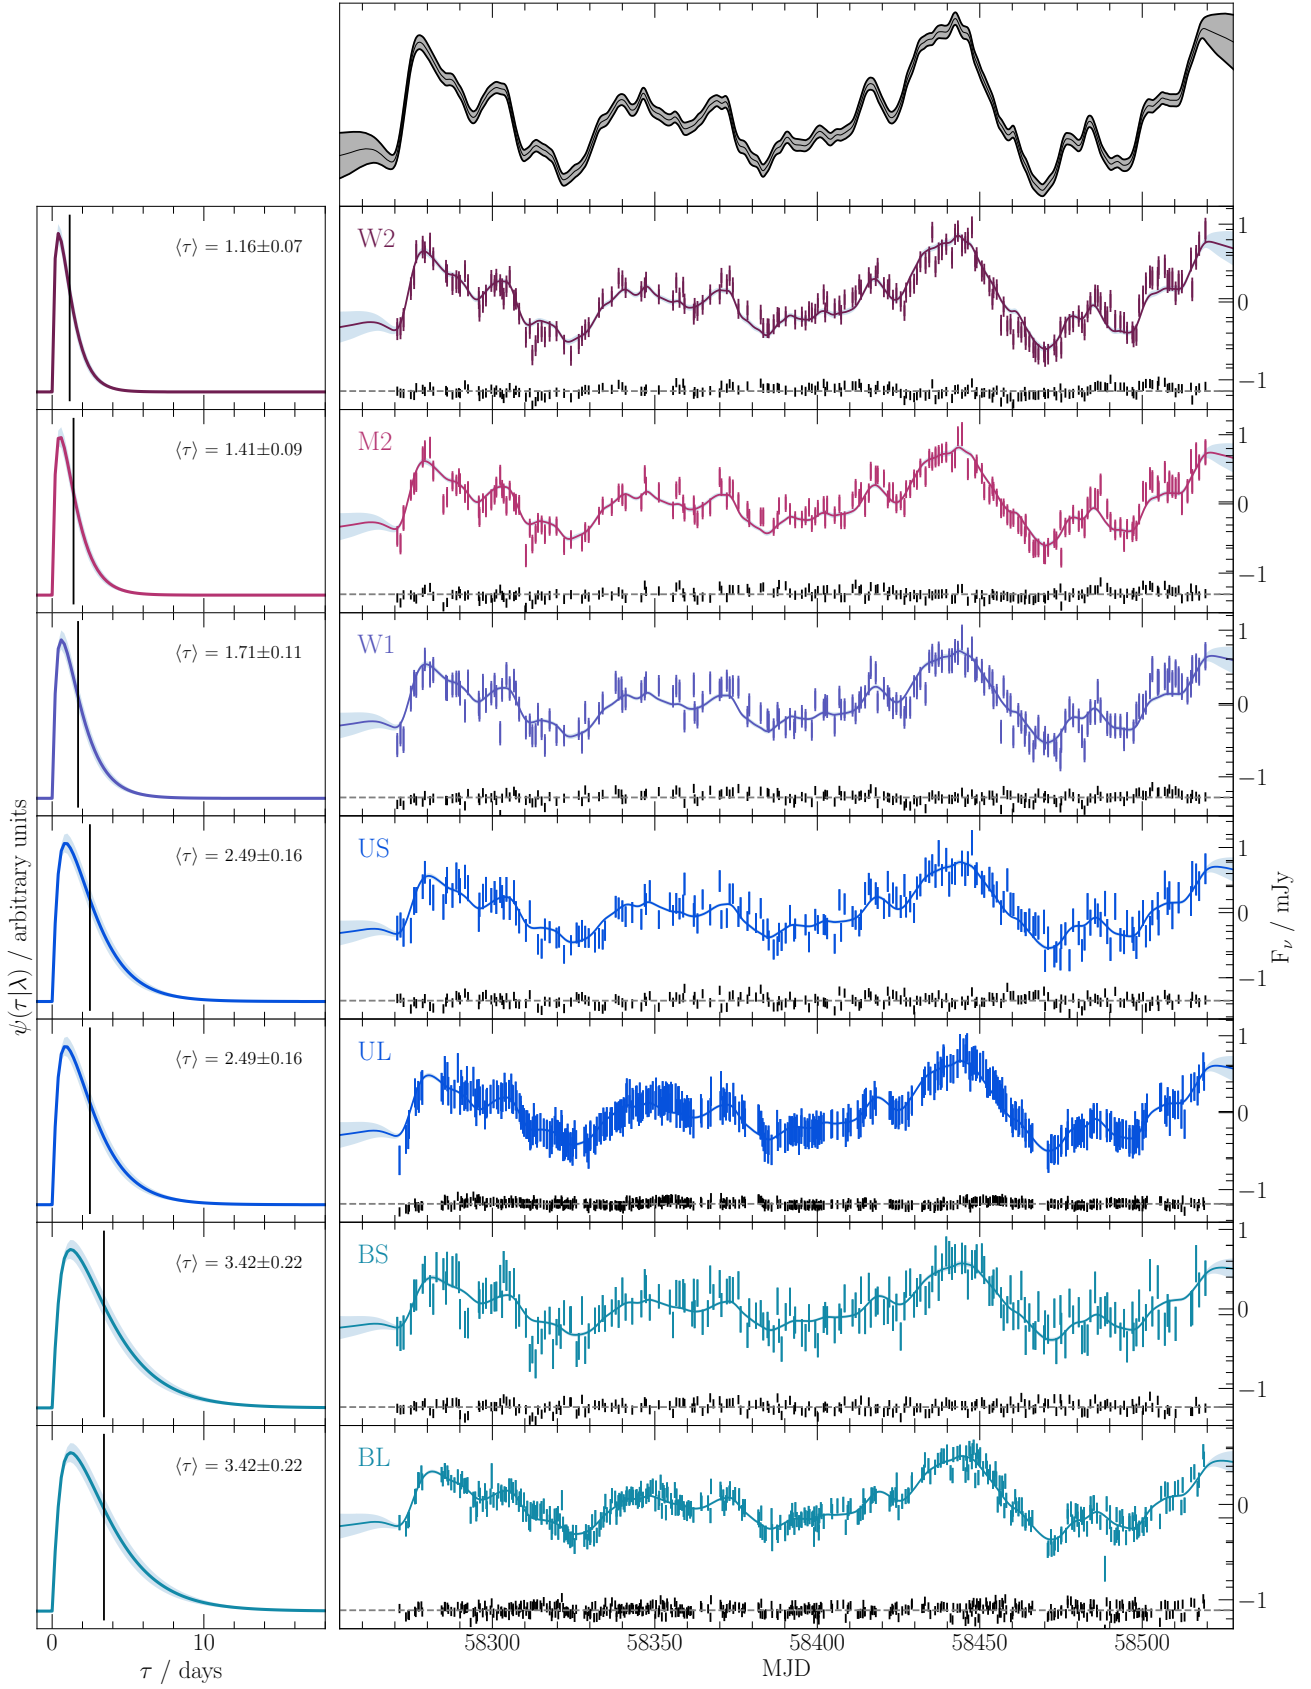 W2
⟨τ⟩ = 1.16±0.07
1
0
−1
M2
⟨τ⟩ = 1.41±0.09
1
0
−1
W1
⟨τ⟩ = 1.71±0.11
1
0
−1
US
⟨τ⟩ = 2.49±0.16
1
0
−1
ψ(τ|λ) / arbitrary units
F_ν / mJy
UL
⟨τ⟩ = 2.49±0.16
1
0
−1
BS
⟨τ⟩ = 3.42±0.22
1
0
−1
BL
⟨τ⟩ = 3.42±0.22
0
−1
0 10
58300 58350 58400 58450 58500
τ / days
MJD